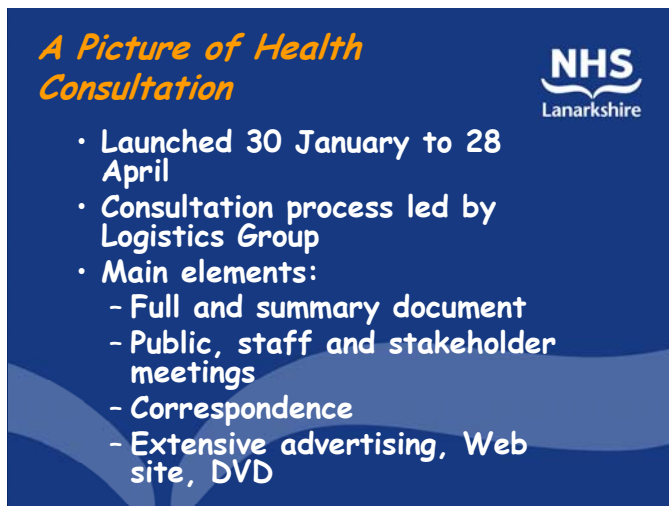 A Picture of Health
Consultation
NHS
Lanarkshire
• Launched 30 January to 28
April
• Consultation process led by
Logistics Group
• Main elements:
– Full and summary document
– Public, staff and stakeholder
meetings
– Correspondence
– Extensive advertising, Web
site, DVD